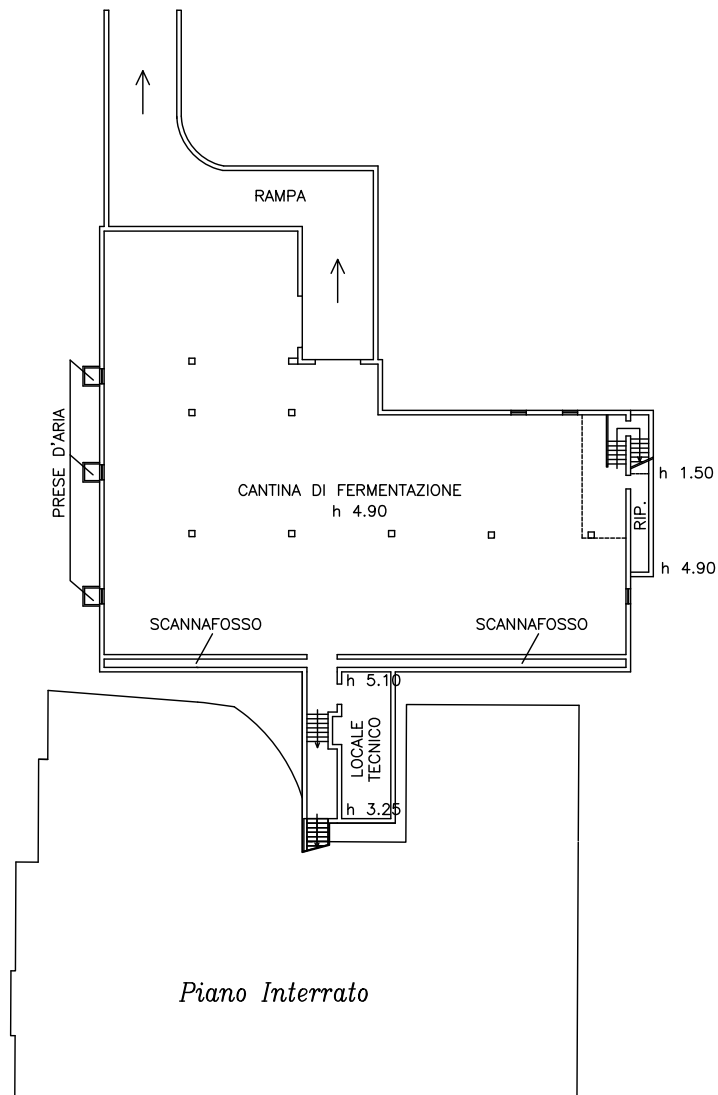 RAMPA
PRESE D'ARIA
CANTINA DI FERMENTAZIONE
h 4.90
h 1.50
RIP.
h 4.90
SCANNAFOSSO
SCANNAFOSSO
h 5.10
LOCALE
TECNICO
h 3.25
Piano Interrato